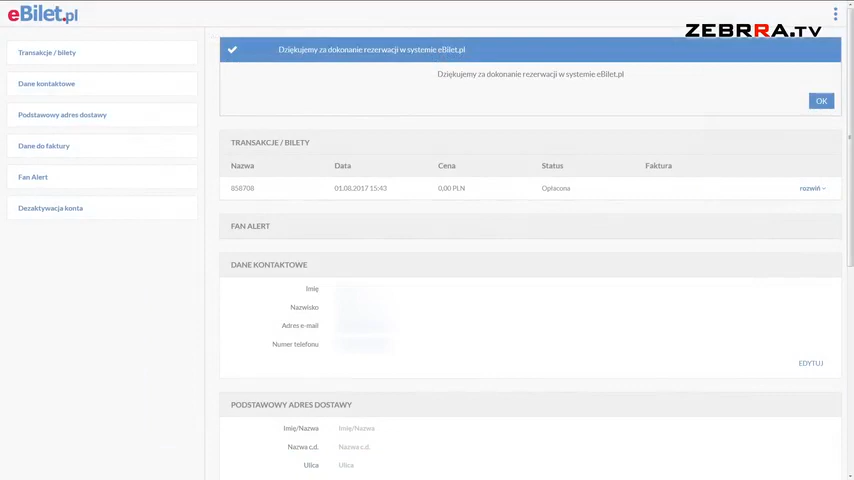 eBilet.pl
ZEBRRA.TV
Transakcje / bilety
Dane kontaktowe
Podstawowy adres dostawy
Dane do faktury
Fan Alert
Dezaktywacja konta
Dziękujemy za dokonanie rezerwacji w systemie eBilet.pl
Dziękujemy za dokonanie rezerwacji w systemie eBilet.pl
OK
TRANSAKCJE / BILETY
Nazwa Data Cena Status Faktura
858708 01.08.2017 15:43 0,00 PLN Opłacona rozwiń
FAN ALERT
DANE KONTAKTOWE
Imię
Nazwisko
Adres e-mail
Numer telefonu
EDYTUJ
PODSTAWOWY ADRES DOSTAWY
Imię/Nazwa Imię/Nazwa
Nazwa c.d. Nazwa c.d.
Ulica Ulica